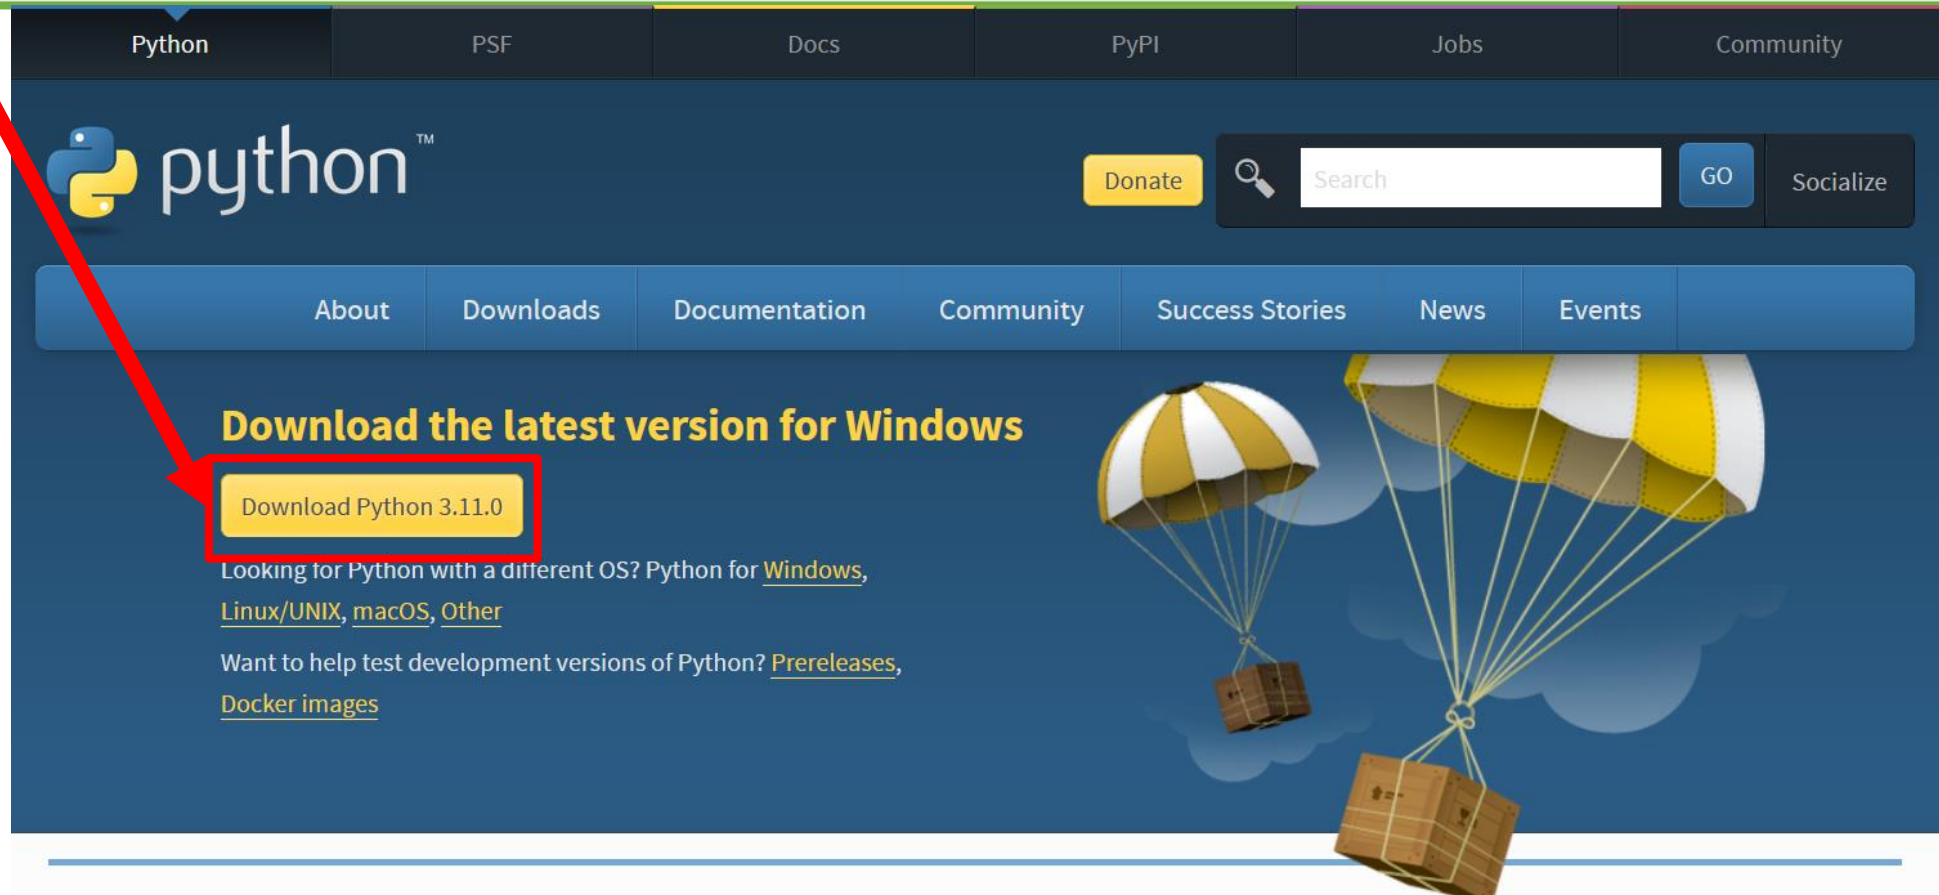 Python PSF Docs PyPI Jobs Community
python™
Donate Search GO Socialize
About Downloads Documentation Community Success Stories News Events
Download the latest version for Windows
Download Python 3.11.0
Looking for Python with a different OS? Python for Windows,
Linux/UNIX, macOS, Other
Want to help test development versions of Python? Prereleases,
Docker images